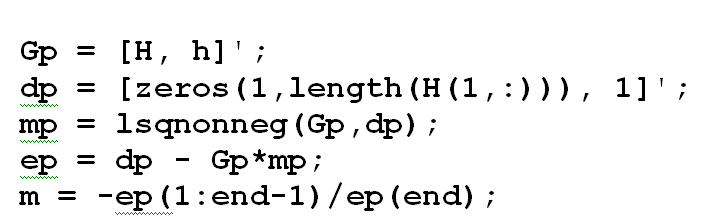 Gp = [H, h]';
dp = [zeros(1,length(H(1,:))), 1]';
mp = lsqnonneg(Gp,dp);
ep = dp - Gp*mp;
m = -ep(1:end-1)/ep(end);